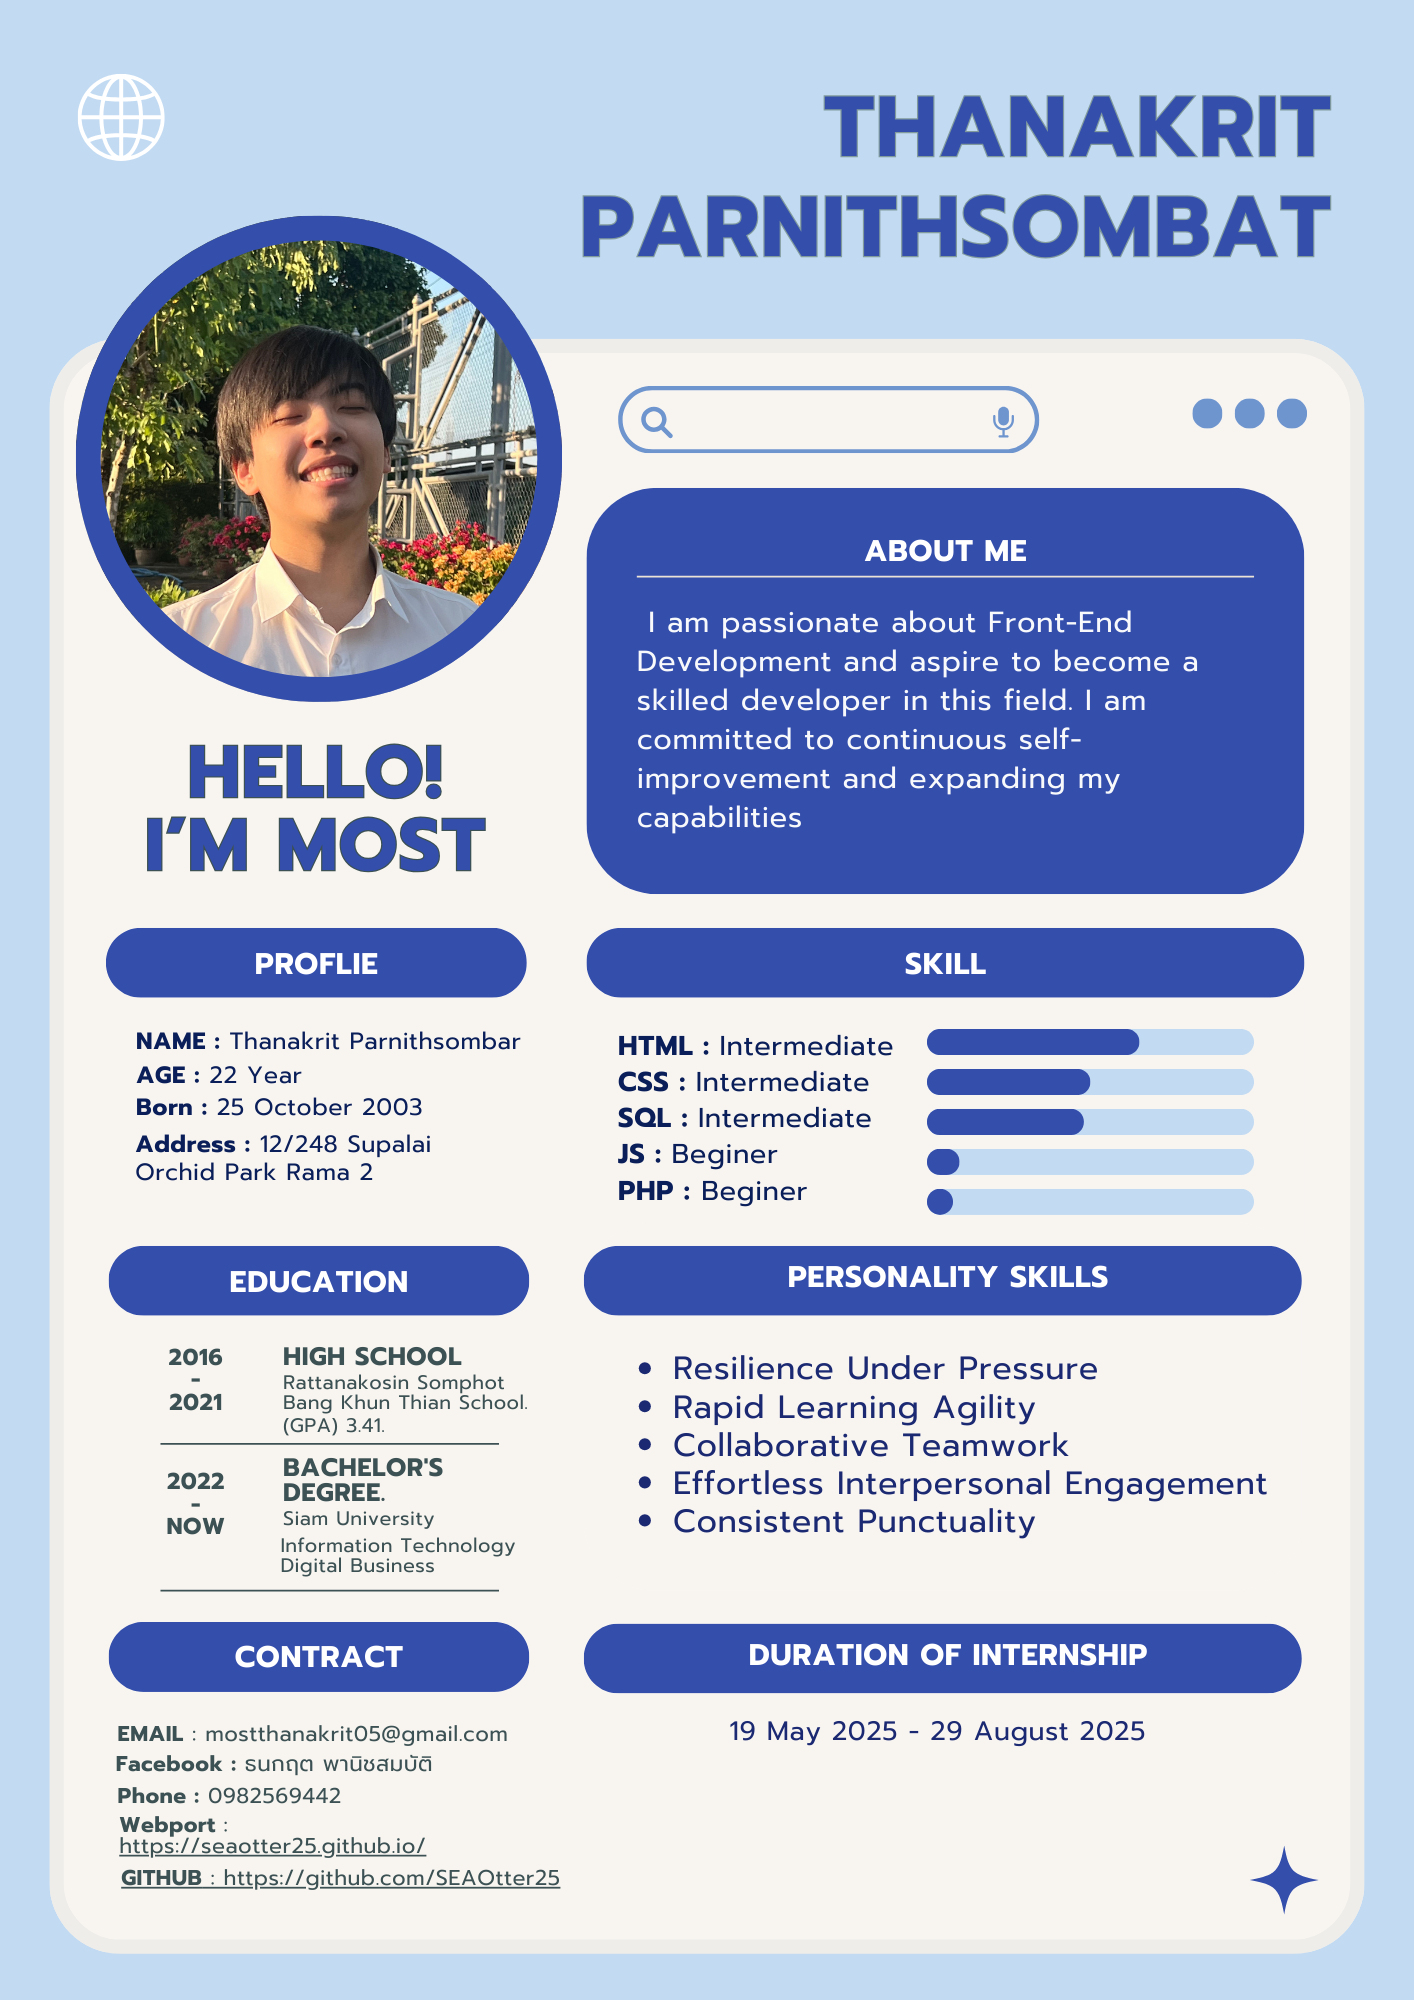 THANAKRIT
PARNITHSOMBAT
HELLO!
I'M MOST
ABOUT ME
I am passionate about Front-End
Development and aspire to become a
skilled developer in this field. I am
committed to continuous self-
improvement and expanding my
capabilities
PROFLIE
NAME : Thanakrit Parnithsombar
AGE : 22 Year
Born : 25 October 2003
Address : 12/248 Supalai
Orchid Park Rama 2
SKILL
HTML : Intermediate
CSS : Intermediate
SQL : Intermediate
JS : Beginer
PHP : Beginer
EDUCATION
2016
-
2021
HIGH SCHOOL
Rattanakosin Somphot
Bang Khun Thian School.
(GPA) 3.41.
2022
-
NOW
BACHELOR'S
DEGREE.
Siam University
Information Technology
Digital Business
PERSONALITY SKILLS
• Resilience Under Pressure
• Rapid Learning Agility
• Collaborative Teamwork
• Effortless Interpersonal Engagement
• Consistent Punctuality
CONTRACT
EMAIL : mostthanakrit05@gmail.com
Facebook : ธนกฤต พานิชสมบัติ
Phone : 0982569442
Webport :
https://seaotter25.github.io/
GITHUB : https://github.com/SEAOtter25
DURATION OF INTERNSHIP
19 May 2025 - 29 August 2025